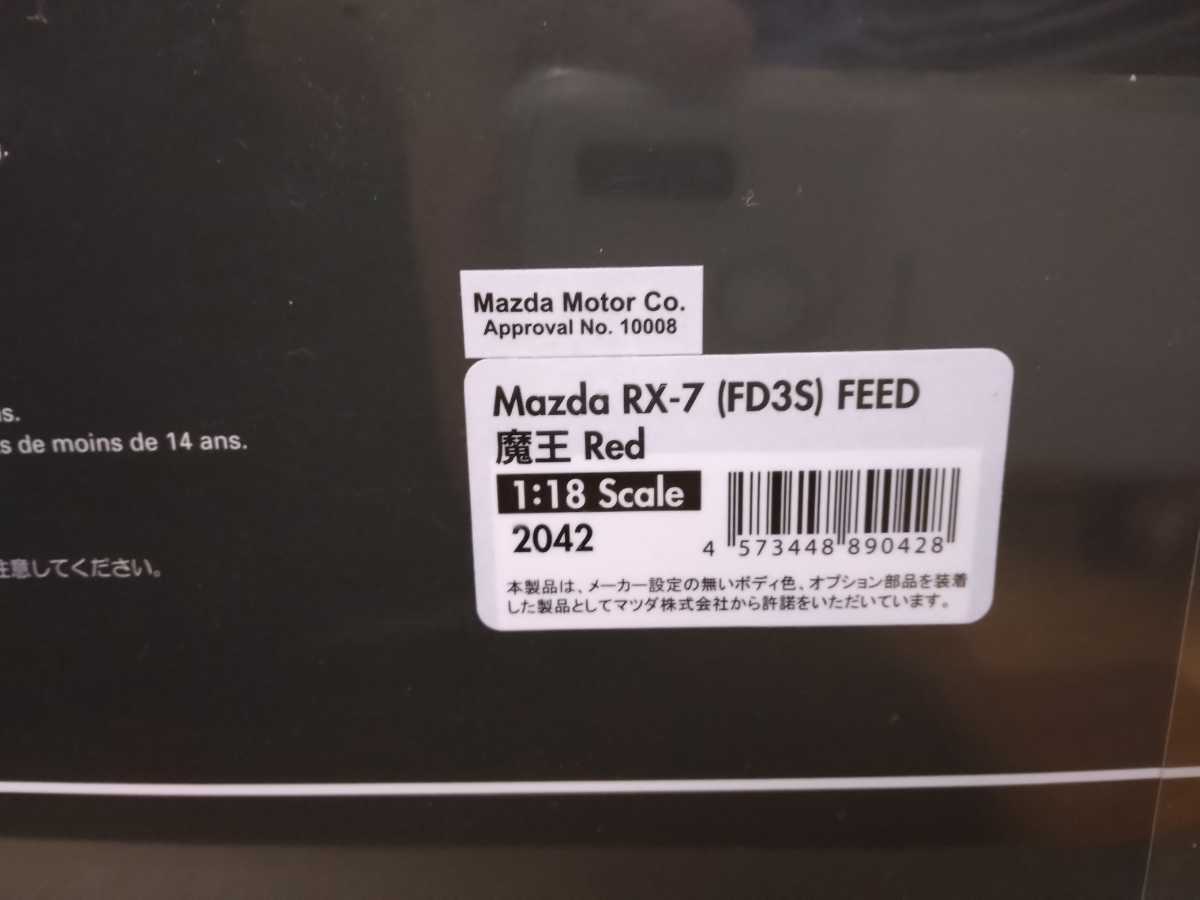 Mazda Motor Co.
Approval No. 10008
Mazda RX-7 (FD3S) FEED
魔王 Red
1:18 Scale
2042
4 573448 890428
本製品は、メーカー設定の無いボディ色、オプション部品を装着
した製品としてマツダ株式会社から許諾をいただいています。
s.
s de moins de 14 ans.
注意してください。